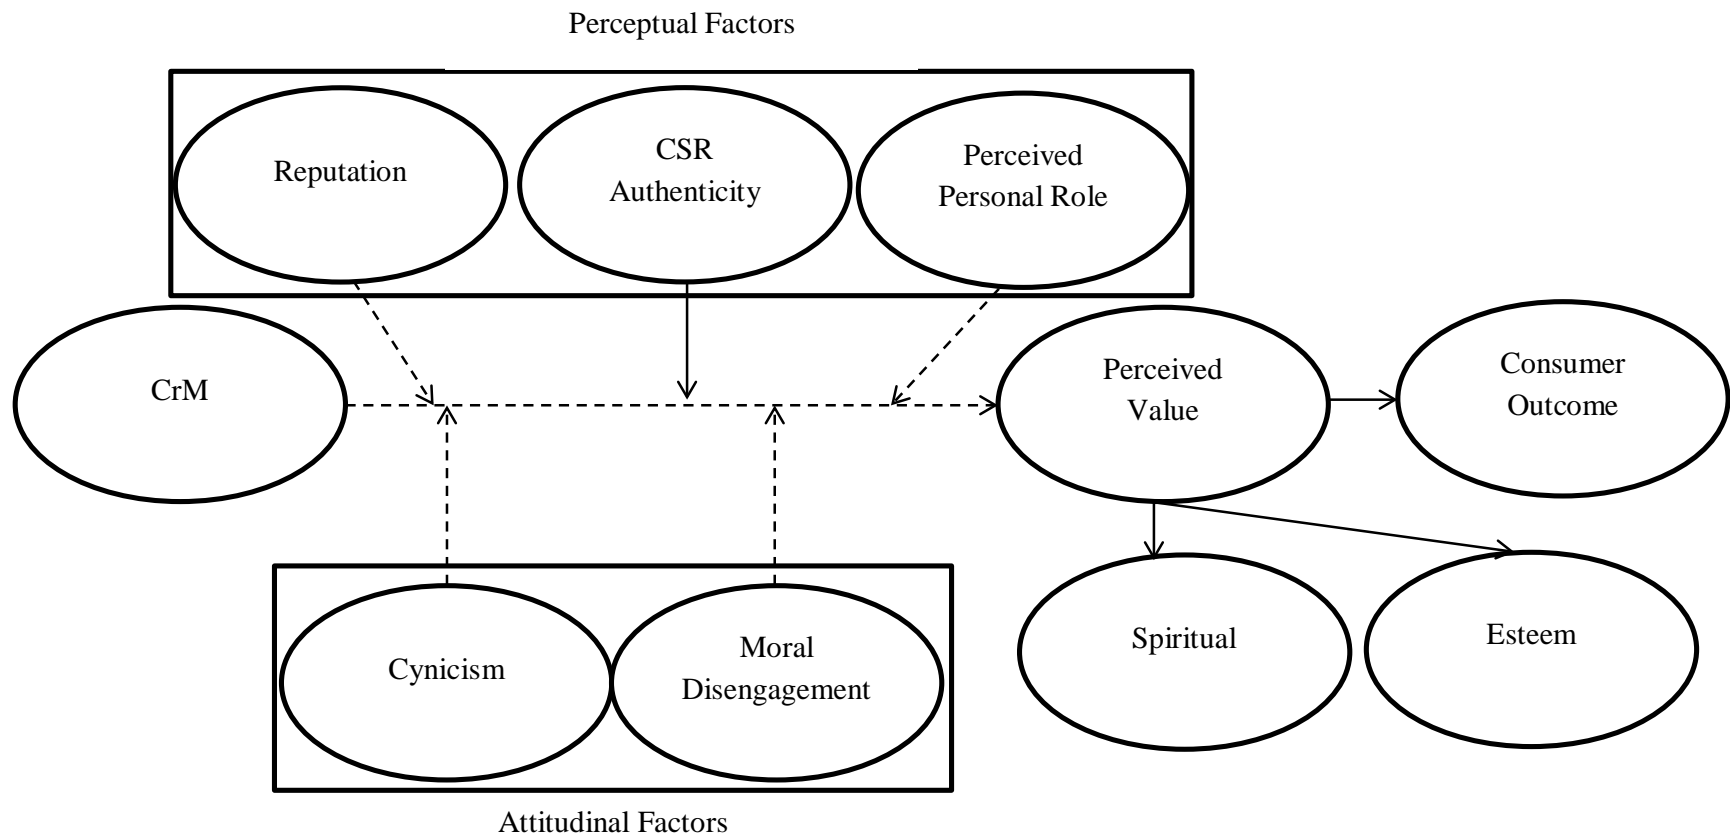 Perceptual Factors
Reputation
CSR
Authenticity
Perceived
Personal Role
CrM
Perceived
Value
Consumer
Outcome
Cynicism
Moral
Disengagement
Spiritual
Esteem
Attitudinal Factors